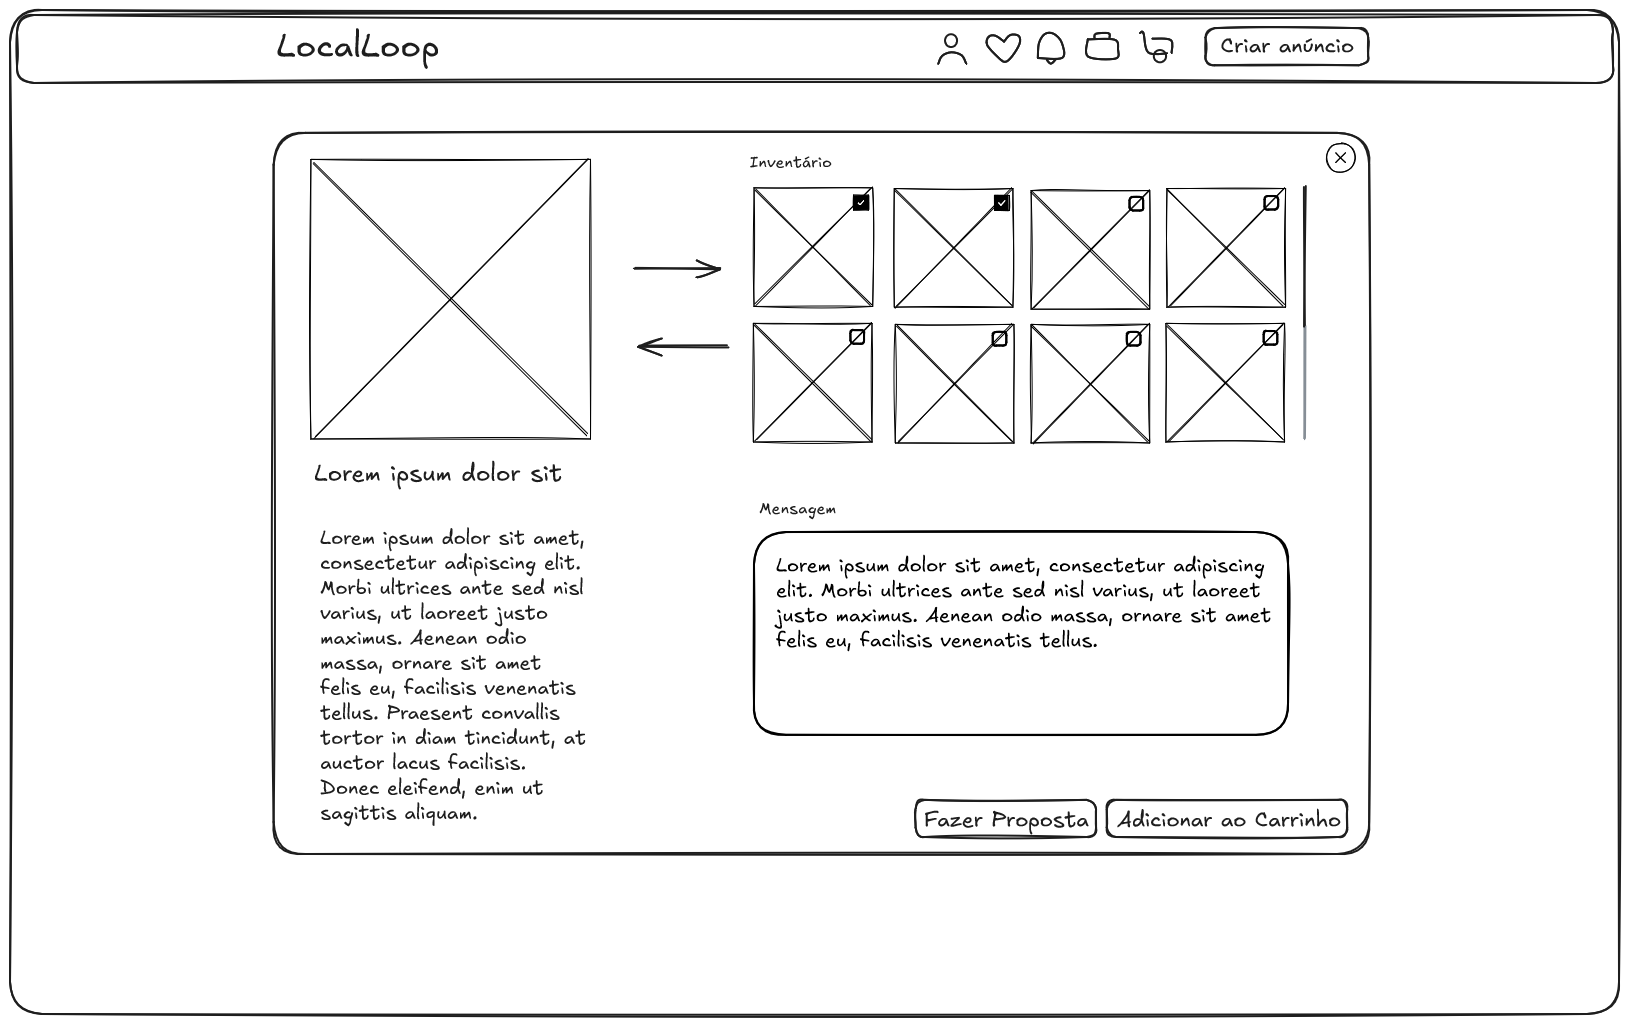 LocalLoop
Criar anúncio
Inventário
Lorem ipsum dolor sit
Lorem ipsum dolor sit amet,
consectetur adipiscing elit.
Morbi ultrices ante sed nisl
varius, ut laoreet justo
maximus. Aenean odio
massa, ornare sit amet
felis eu, facilisis venenatis
tellus. Praesent convallis
tortor in diam tincidunt, at
auctor lacus facilisis.
Donec eleifend, enim ut
sagittis aliquam.
Mensagem
Lorem ipsum dolor sit amet, consectetur adipiscing
elit. Morbi ultrices ante sed nisl varius, ut laoreet
justo maximus. Aenean odio massa, ornare sit amet
felis eu, facilisis venenatis tellus.
Fazer Proposta
Adicionar ao Carrinho